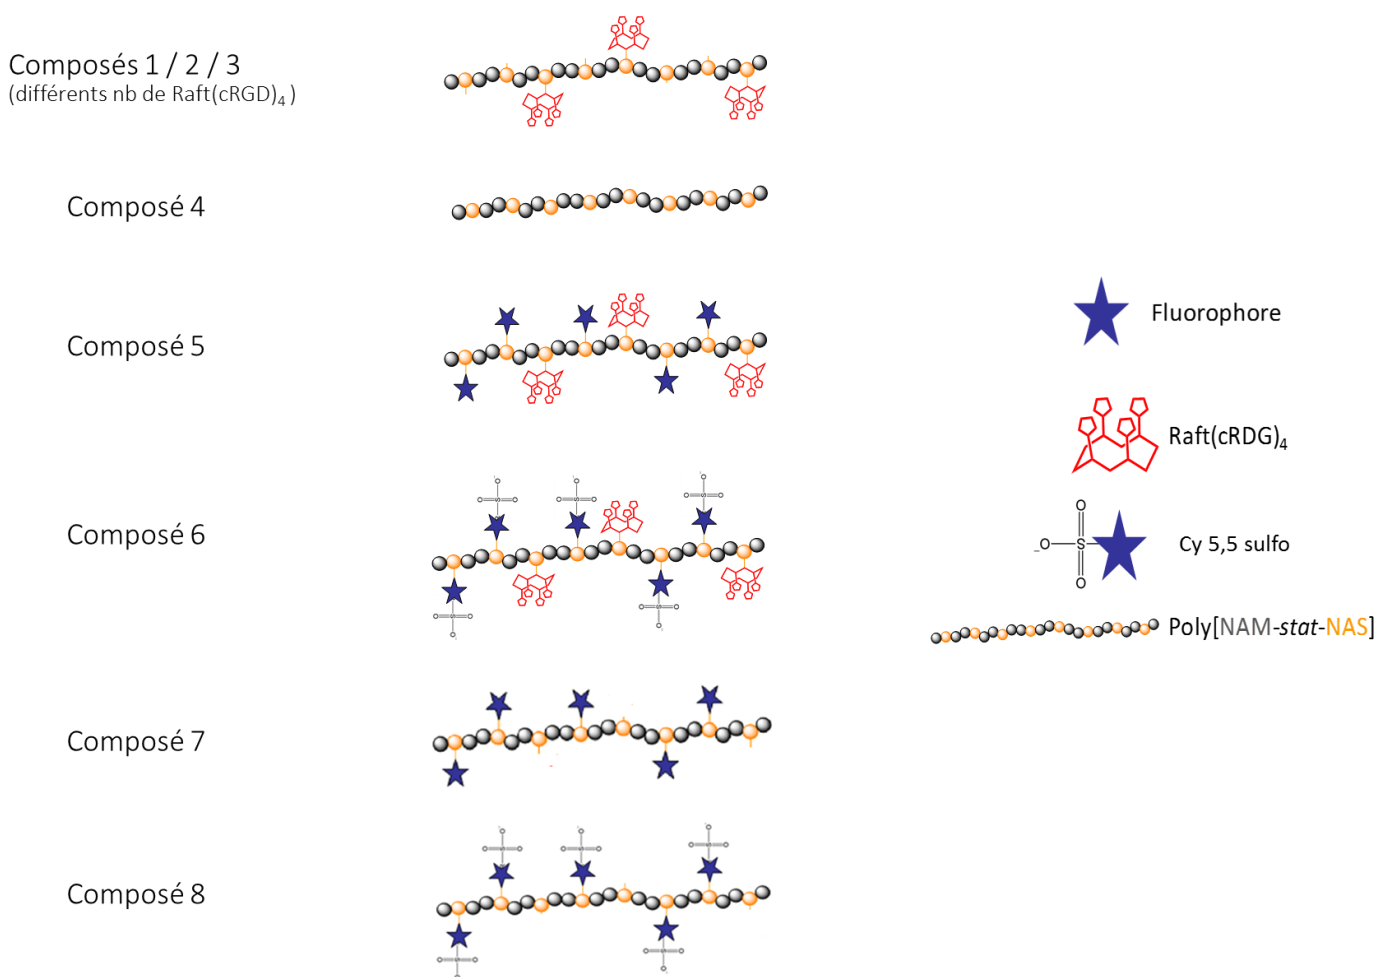 Composés 1 / 2 / 3
(différents nb de Raft(cRGD)₄ )
Composé 4
Composé 5
Composé 6
Composé 7
Composé 8
Fluorophore
Raft(cRDG)₄
O
_O S
O
Cy 5,5 sulfo
Poly[NAM-stat-NAS]